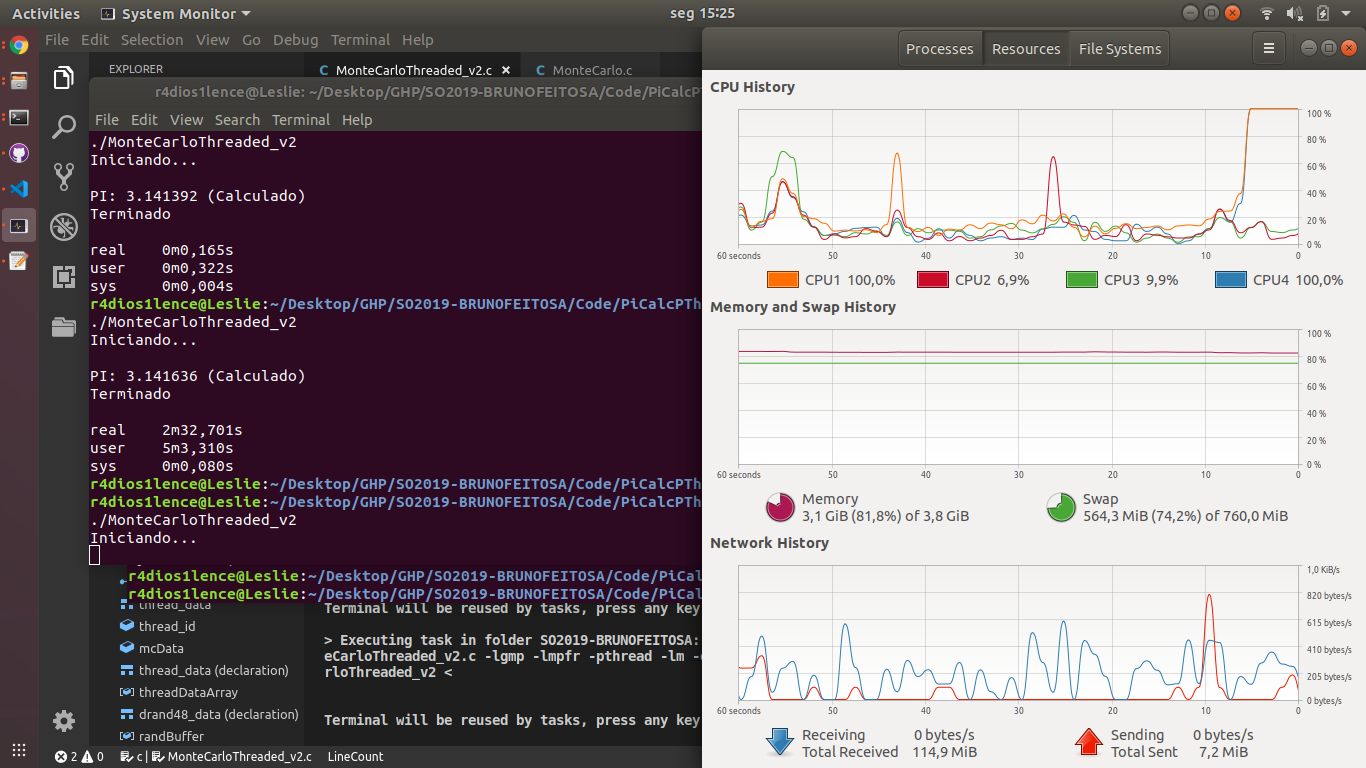 Activities System Monitor seg 15:25
File Edit Selection View Go Debug Terminal Help
EXPLORER
MonteCarloThreaded_v2.c
MonteCarlo.c
r4dios1lence@Leslie: ~/Desktop/GHP/SO2019-BRUNOFEITOSA/Code/PiCalcPT
File Edit View Search Terminal Help
./MonteCarloThreaded_v2
Iniciando...
PI: 3.141392 (Calculado)
Terminado
real 0m0,165s
user 0m0,322s
sys 0m0,004s
r4dios1lence@Leslie:~/Desktop/GHP/SO2019-BRUNOFEITOSA/Code/PiCalcPTh
./MonteCarloThreaded_v2
Iniciando...
PI: 3.141636 (Calculado)
Terminado
real 2m32,701s
user 5m3,310s
sys 0m0,080s
r4dios1lence@Leslie:~/Desktop/GHP/SO2019-BRUNOFEITOSA/Code/PiCalcPTh
r4dios1lence@Leslie:~/Desktop/GHP/SO2019-BRUNOFEITOSA/Code/PiCalcPTh
./MonteCarloThreaded_v2
Iniciando...
r4dios1lence@Leslie:~/Desktop/GHP/SO2019-BRUNOFEITOSA/Code/PiCal
r4dios1lence@Leslie:~/Desktop/GHP/SO2019-BRUNOFEITOSA/Code/PiCal
thread_data
thread_id
mcData
thread_data (declaration)
threadDataArray
drand48_data (declaration)
randBuffer
Terminal will be reused by tasks, press any key
> Executing task in folder SO2019-BRUNOFEITOSA:
eCarloThreaded_v2.c -lgmp -lmpfr -pthread -lm -
rloThreaded_v2 <
Terminal will be reused by tasks, press any key
2 0 c | MonteCarloThreaded_v2.c LineCount
Processes Resources File Systems
CPU History
100 %
80 %
60 %
40 %
20 %
0 %
60 seconds 50 40 30 20 10 0
CPU1 100,0% CPU2 6,9% CPU3 9,9% CPU4 100,0%
Memory and Swap History
100 %
80 %
60 %
40 %
20 %
0 %
60 seconds 50 40 30 20 10 0
Memory
3,1 GiB (81,8%) of 3,8 GiB
Swap
564,3 MiB (74,2%) of 760,0 MiB
Network History
1,0 KiB/s
820 bytes/s
615 bytes/s
410 bytes/s
205 bytes/s
0 bytes/s
60 seconds 50 40 30 20 10 0
Receiving 0 bytes/s
Total Received 114,9 MiB
Sending 0 bytes/s
Total Sent 7,2 MiB